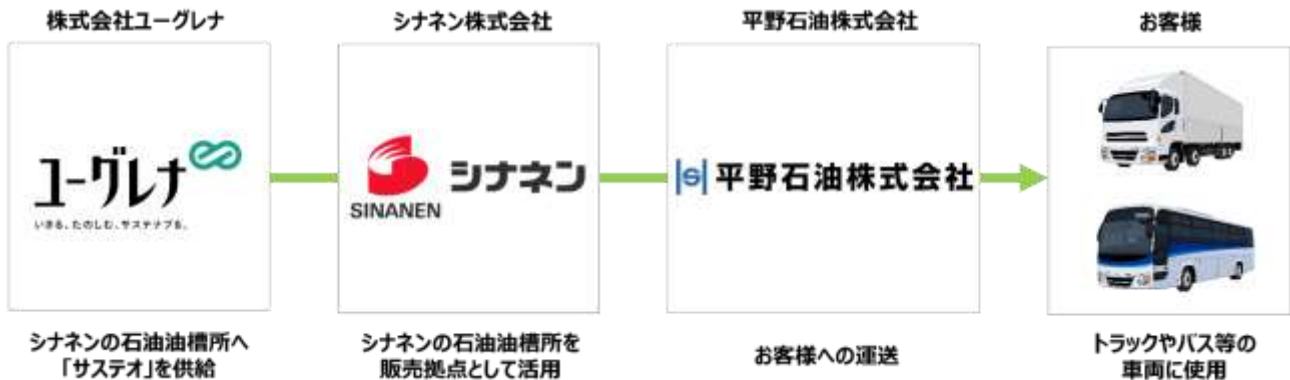 株式会社ユーグレナ
シナネン株式会社
平野石油株式会社
お客様
ユーグレナ
いきる、たのしむ、サステナブる。
SINANEN
シナネン
平野石油株式会社
シナネンの石油油槽所へ
「サステオ」を供給
シナネンの石油油槽所を
販売拠点として活用
お客様への運送
トラックやバス等の
車両に使用